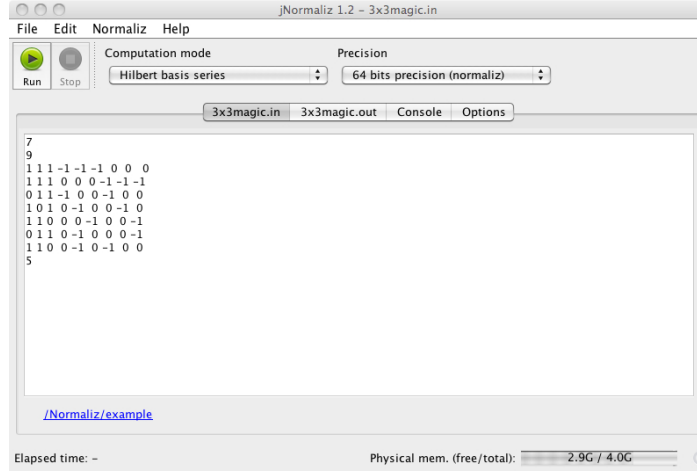 jNormaliz 1.2 – 3x3magic.in
File Edit Normaliz Help
Computation mode Precision
Run Stop Hilbert basis series 64 bits precision (normaliz)
3x3magic.in 3x3magic.out Console Options
7
9
1 1 1 -1 -1 -1 0 0 0
1 1 1 0 0 0 -1 -1 -1
0 1 1 -1 0 0 -1 0 0
1 0 1 0 -1 0 0 -1 0
1 1 0 0 0 -1 0 0 -1
0 1 1 0 -1 0 0 0 -1
1 1 0 0 -1 0 -1 0 0
5
/Normaliz/example
Elapsed time: – Physical mem. (free/total): 2.9G / 4.0G